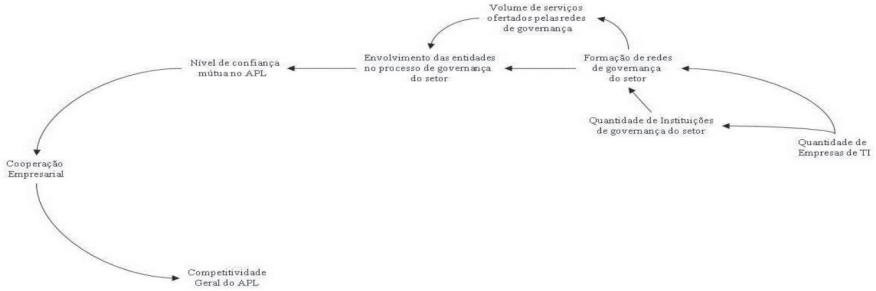 Volume de serviços
ofertados pelas redes
de governança
Nível de confiança
mútua no APL
Envolvimento das entidades
no processo de governança
do setor
Formação de redes
de governança
do setor
Quantidade de Instituições
de governança do setor
Quantidade de
Empresas de TI
Cooperação
Empresarial
Competitividade
Geral do APL